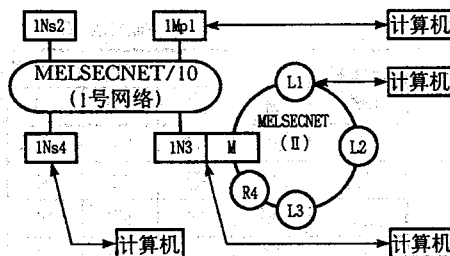 1Ns2
1Mp1
计算机
MELSECNET/10
(1号网络)
L1
计算机
MELSECNET
(Ⅱ)
1Ns4
1N3
M
L2
R4
L3
计算机
计算机